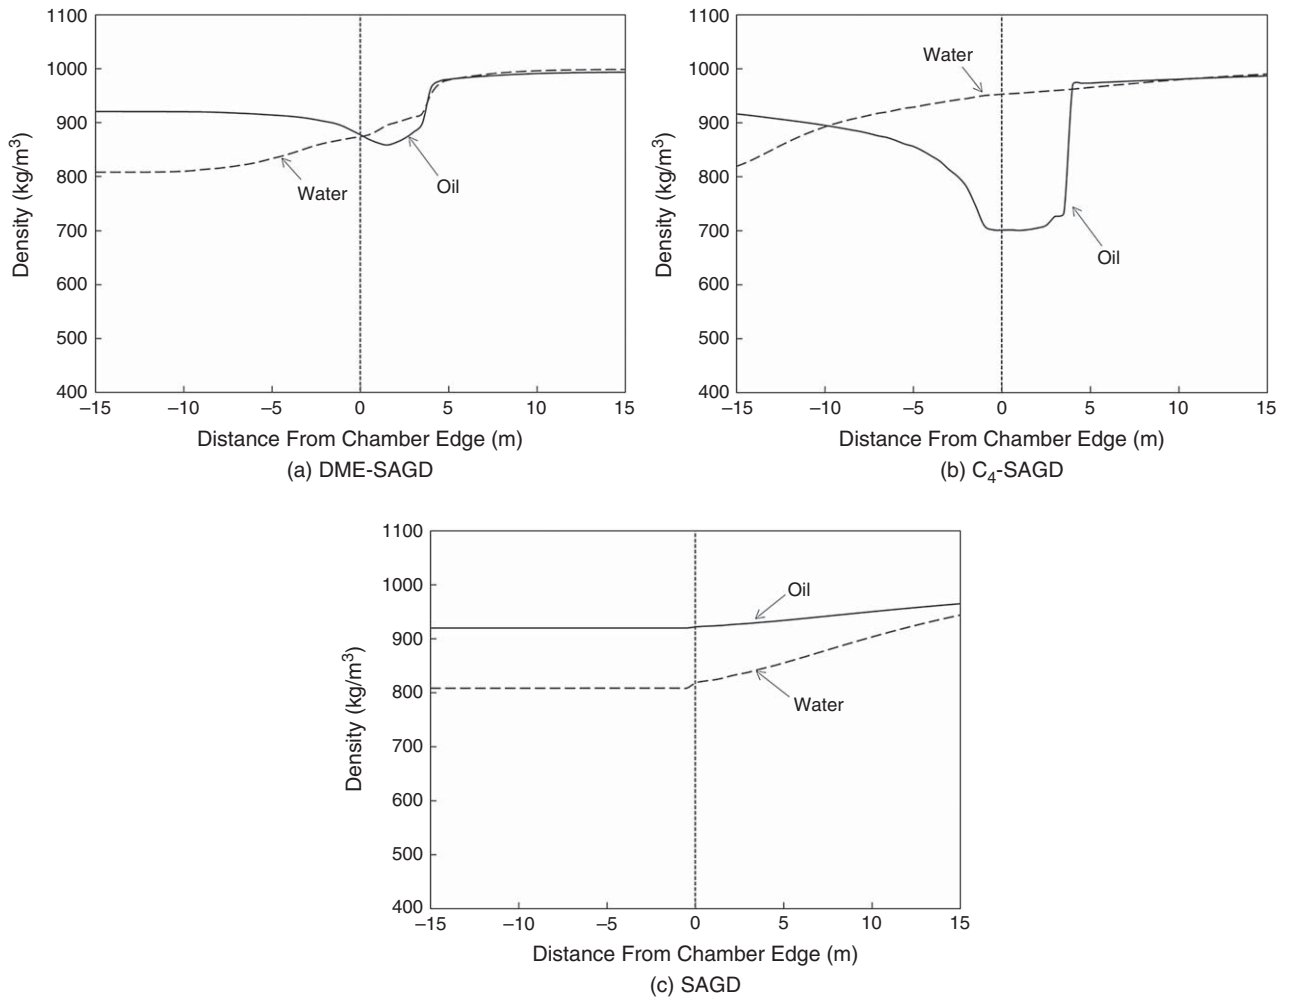 1100
1000
900
800
700
600
500
400
Density (kg/m³)
Water
Oil
–15 –10 –5 0 5 10 15
Distance From Chamber Edge (m)
(a) DME-SAGD
1100
1000
900
800
700
600
500
400
Density (kg/m³)
Water
Oil
–15 –10 –5 0 5 10 15
Distance From Chamber Edge (m)
(b) C₄-SAGD
1100
1000
900
800
700
600
500
400
Density (kg/m³)
Oil
Water
–15 –10 –5 0 5 10 15
Distance From Chamber Edge (m)
(c) SAGD